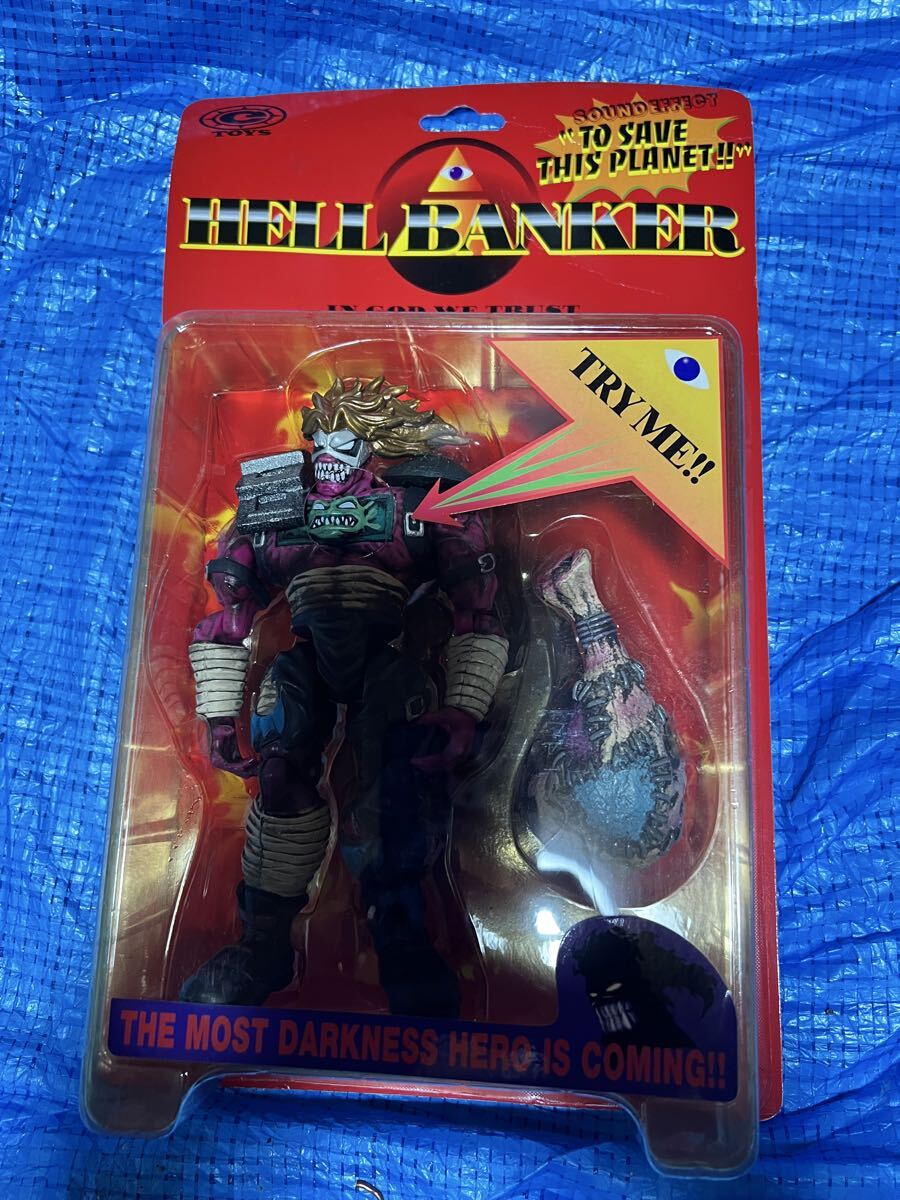 TOYS
SOUND EFFECT
"TO SAVE
THIS PLANET!!"
HELL BANKER
IN GOD WE TRUST
TRY ME!!
THE MOST DARKNESS HERO IS COMING!!